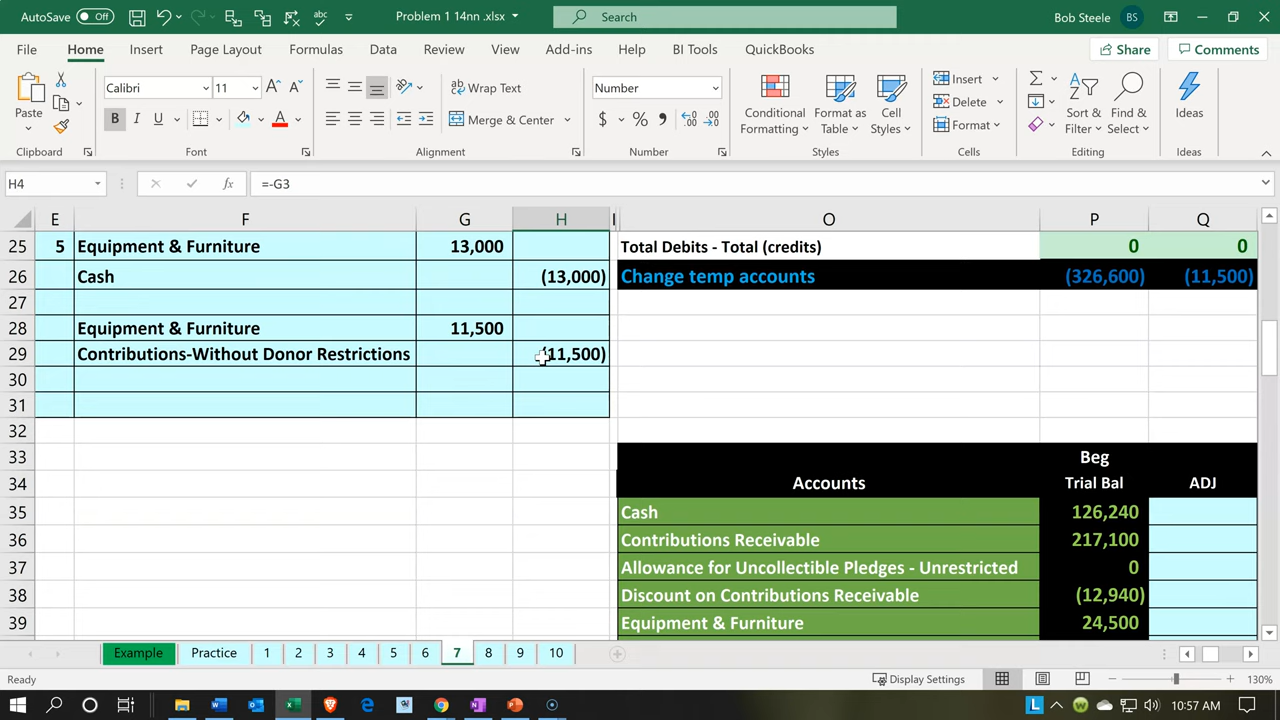 AutoSave Off Problem 1 14nn .xlsx Search Bob Steele BS
File Home Insert Page Layout Formulas Data Review View Add-ins Help BI Tools QuickBooks Share Comments
Paste Calibri 11 Wrap Text Number Conditional Formatting Format as Table Cell Styles Insert Sort & Filter Find & Select Ideas
B I U Merge & Center $ % Delete
Format
Clipboard Font Alignment Number Styles Cells Editing Ideas
H4 fx =-G3
E F G H I O P Q
25 5 Equipment & Furniture 13,000 Total Debits - Total (credits) 0 0
26 Cash (13,000) Change temp accounts (326,600) (11,500)
27
28 Equipment & Furniture 11,500
29 Contributions-Without Donor Restrictions (11,500)
30
31
32
33 Beg
34 Accounts Trial Bal ADJ
35 Cash 126,240
36 Contributions Receivable 217,100
37 Allowance for Uncollectible Pledges - Unrestricted 0
38 Discount on Contributions Receivable (12,940)
39 Equipment & Furniture 24,500
Example Practice 1 2 3 4 5 6 7 8 9 10
Ready Display Settings 130%
10:57 AM